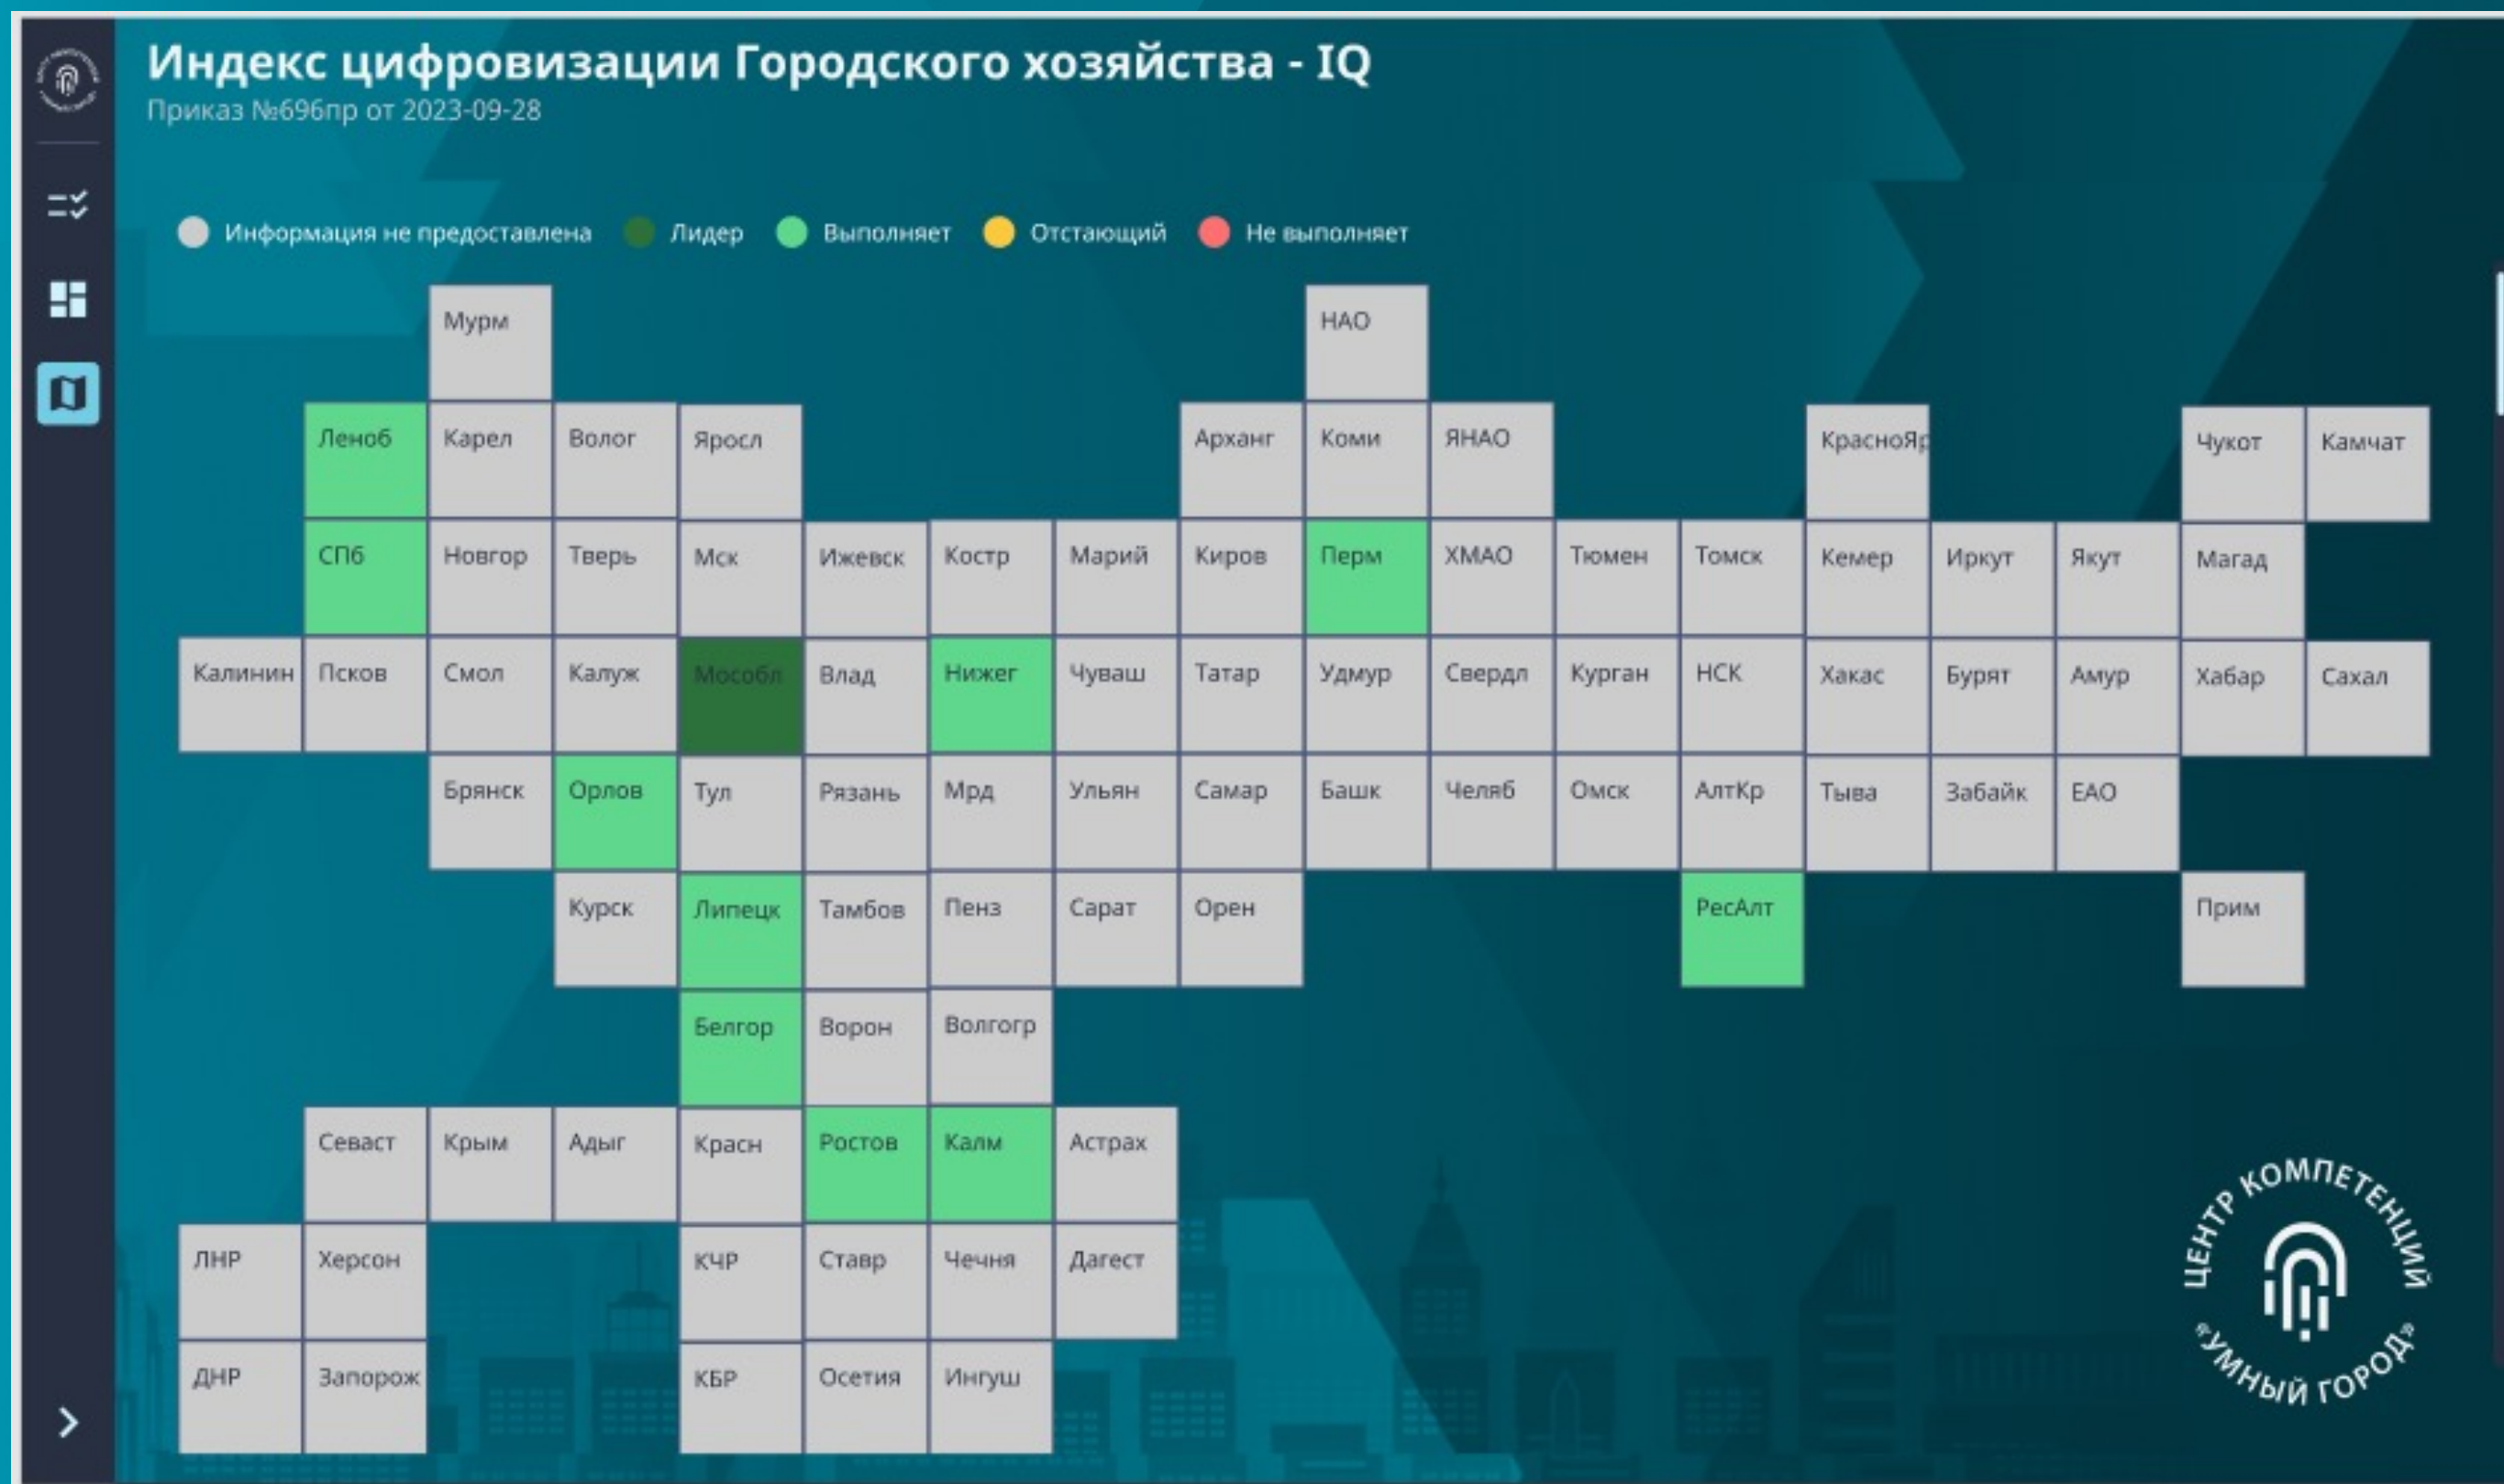 Индекс цифровизации Городского хозяйства - IQ
Приказ №696пр от 2023-09-28
Информация не предоставлена Лидер Выполняет Отстающий Не выполняет
Мурм НАО
Леноб Карел Волог Яросл Арханг Коми ЯНАО КрасноЯр Чукот Камчат
СПб Новгор Тверь Мск Ижевск Костр Марий Киров Перм ХМАО Тюмен Томск Кемер Иркут Якут Магад
Калинин Псков Смол Калуж Мособл Влад Нижег Чуваш Татар Удмур Свердл Курган НСК Хакас Бурят Амур Хабар Сахал
Брянск Орлов Тул Рязань Мрд Ульян Самар Башк Челяб Омск АлтКр Тыва Забайк ЕАО
Курск Липецк Тамбов Пенз Сарат Орен РесАлт Прим
Белгор Ворон Волгогр
Севаст Крым Адыг Красн Ростов Калм Астрах
ЛНР Херсон КЧР Ставр Чечня Дагест
ДНР Запорож КБР Осетия Ингуш
ЦЕНТР КОМПЕТЕНЦИЙ
«УМНЫЙ ГОРОД»